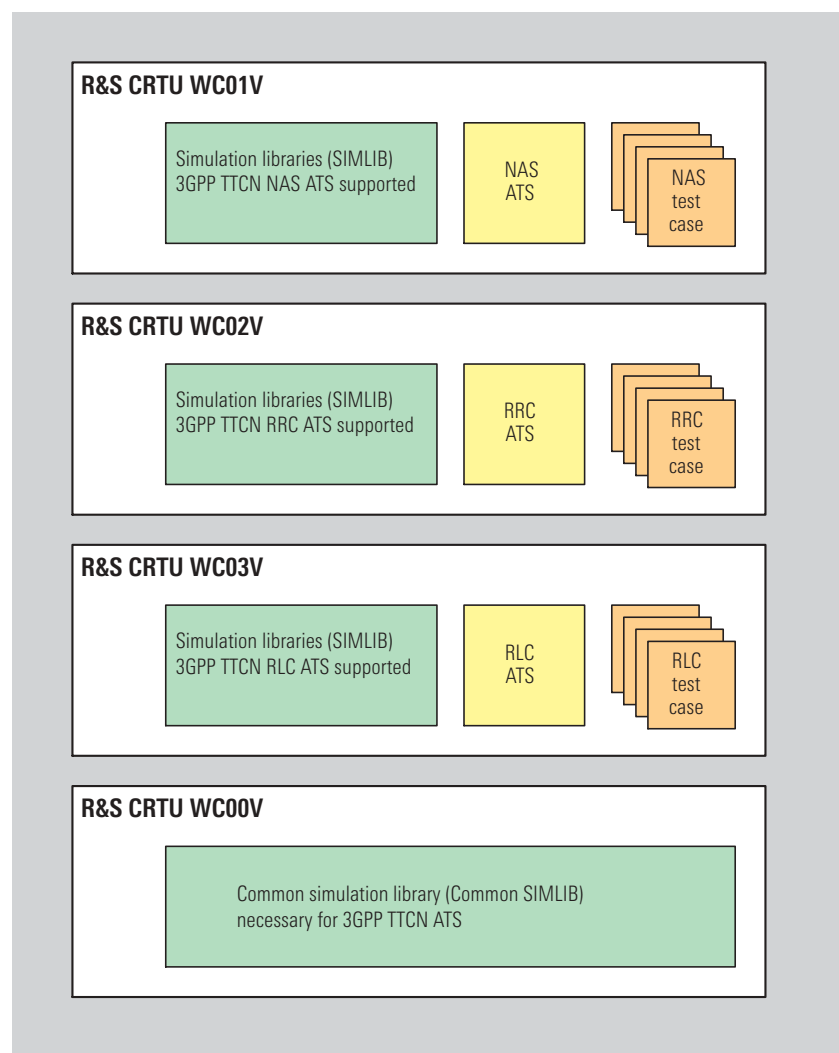 R&S CRTU WC01V
Simulation libraries (SIMLIB)
3GPP TTCN NAS ATS supported
NAS
ATS
NAS
test
case
R&S CRTU WC02V
Simulation libraries (SIMLIB)
3GPP TTCN RRC ATS supported
RRC
ATS
RRC
test
case
R&S CRTU WC03V
Simulation libraries (SIMLIB)
3GPP TTCN RLC ATS supported
RLC
ATS
RLC
test
case
R&S CRTU WC00V
Common simulation library (Common SIMLIB)
necessary for 3GPP TTCN ATS